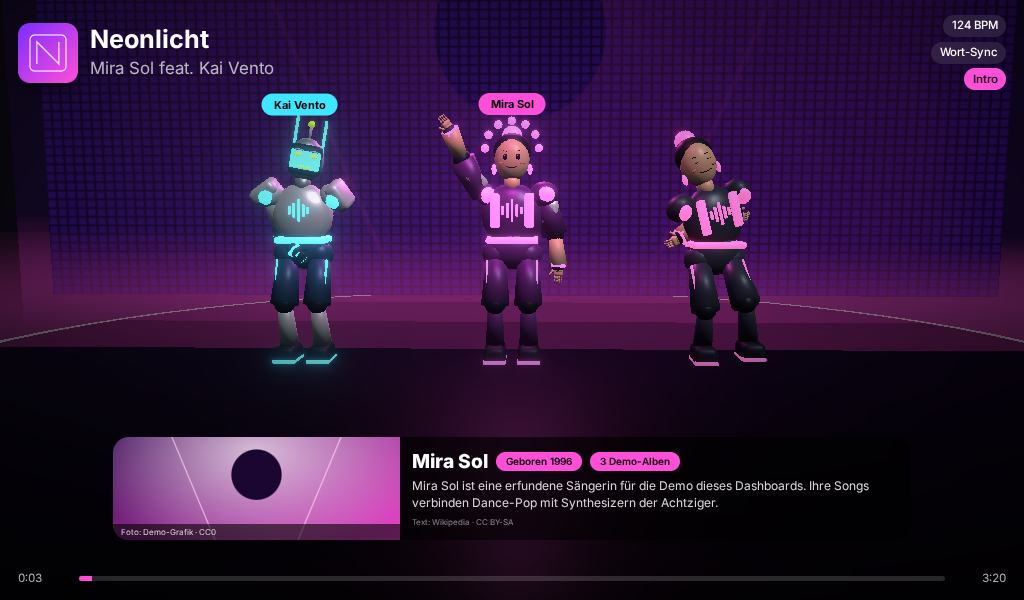 Neonlicht
Mira Sol feat. Kai Vento
124 BPM
Wort-Sync
Intro
Kai Vento
Mira Sol
Mira Sol
Geboren 1996
3 Demo-Alben
Mira Sol ist eine erfundene Sängerin für die Demo dieses Dashboards. Ihre Songs
verbinden Dance-Pop mit Synthesizern der Achtziger.
Text: Wikipedia · CC BY-SA
Foto: Demo-Grafik · CC0
0:03
3:20